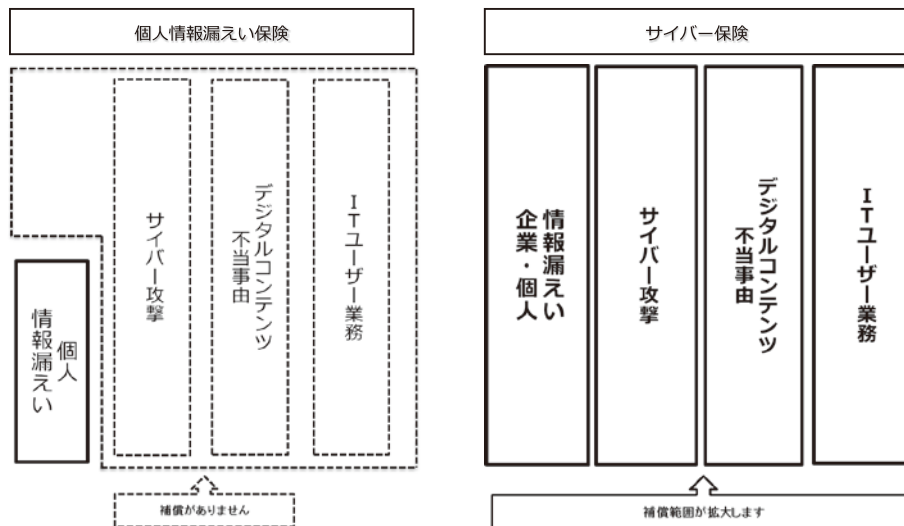 個人情報漏えい保険
個人
情報漏えい
サイバー攻撃
デジタルコンテンツ
不当事由
ITユーザー業務
補償がありません
サイバー保険
情報漏えい
企業・個人
サイバー攻撃
デジタルコンテンツ
不当事由
ITユーザー業務
補償範囲が拡大します